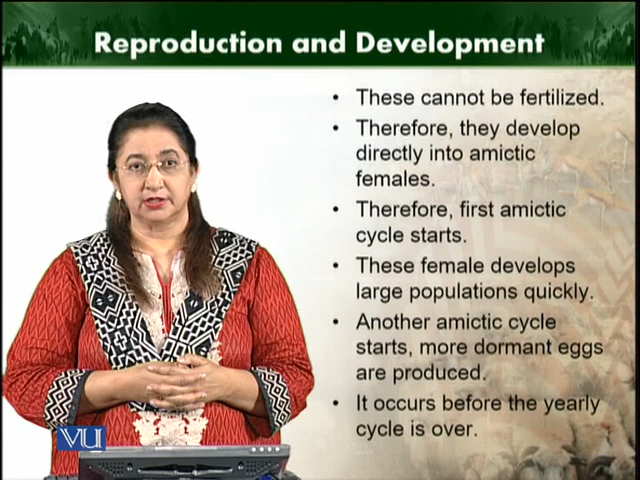 Reproduction and Development
• These cannot be fertilized.
• Therefore, they develop
directly into amictic
females.
• Therefore, first amictic
cycle starts.
• These female develops
large populations quickly.
• Another amictic cycle
starts, more dormant eggs
are produced.
• It occurs before the yearly
cycle is over.
VU